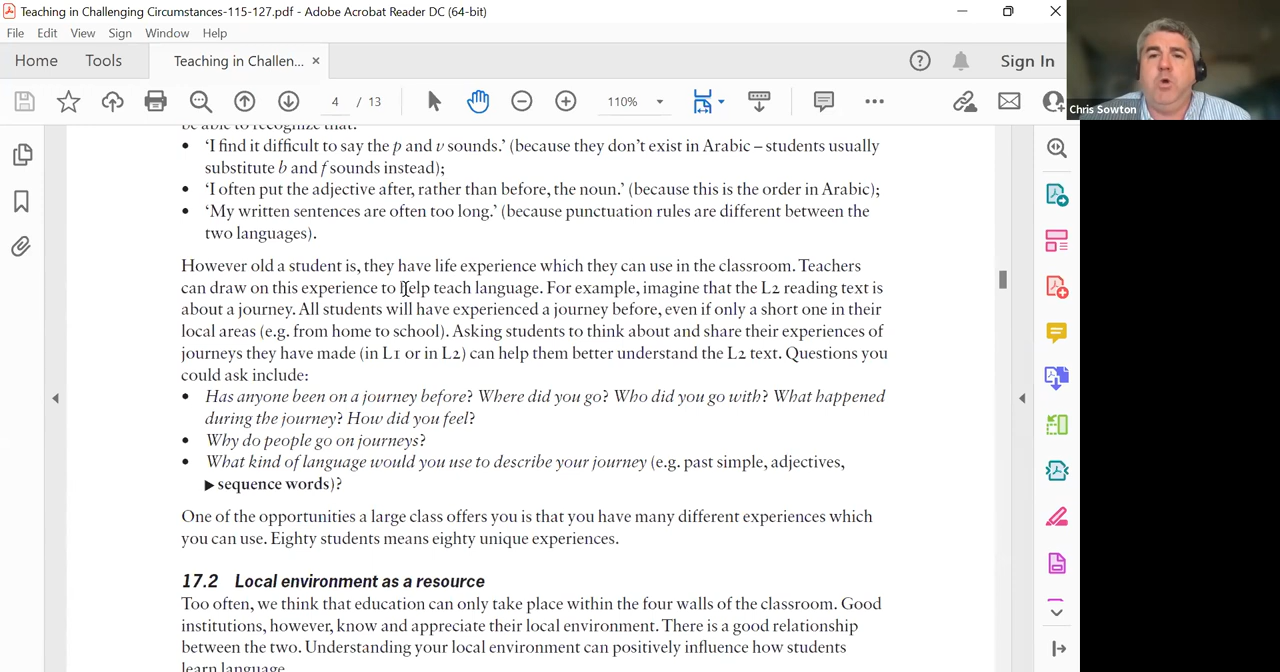 Teaching in Challenging Circumstances-115-127.pdf - Adobe Acrobat Reader DC (64-bit)
File Edit View Sign Window Help
Home Tools Teaching in Challen... × Sign In
4 / 13 110%
Chris Sowton
be able to recognize that:
• ‘I find it difficult to say the p and v sounds.’ (because they don’t exist in Arabic – students usually
substitute b and f sounds instead);
• ‘I often put the adjective after, rather than before, the noun.’ (because this is the order in Arabic);
• ‘My written sentences are often too long.’ (because punctuation rules are different between the
two languages).
However old a student is, they have life experience which they can use in the classroom. Teachers
can draw on this experience to help teach language. For example, imagine that the L2 reading text is
about a journey. All students will have experienced a journey before, even if only a short one in their
local areas (e.g. from home to school). Asking students to think about and share their experiences of
journeys they have made (in L1 or in L2) can help them better understand the L2 text. Questions you
could ask include:
• Has anyone been on a journey before? Where did you go? Who did you go with? What happened
during the journey? How did you feel?
• Why do people go on journeys?
• What kind of language would you use to describe your journey (e.g. past simple, adjectives,
▶ sequence words)?
One of the opportunities a large class offers you is that you have many different experiences which
you can use. Eighty students means eighty unique experiences.
17.2 Local environment as a resource
Too often, we think that education can only take place within the four walls of the classroom. Good
institutions, however, know and appreciate their local environment. There is a good relationship
between the two. Understanding your local environment can positively influence how students
learn language.